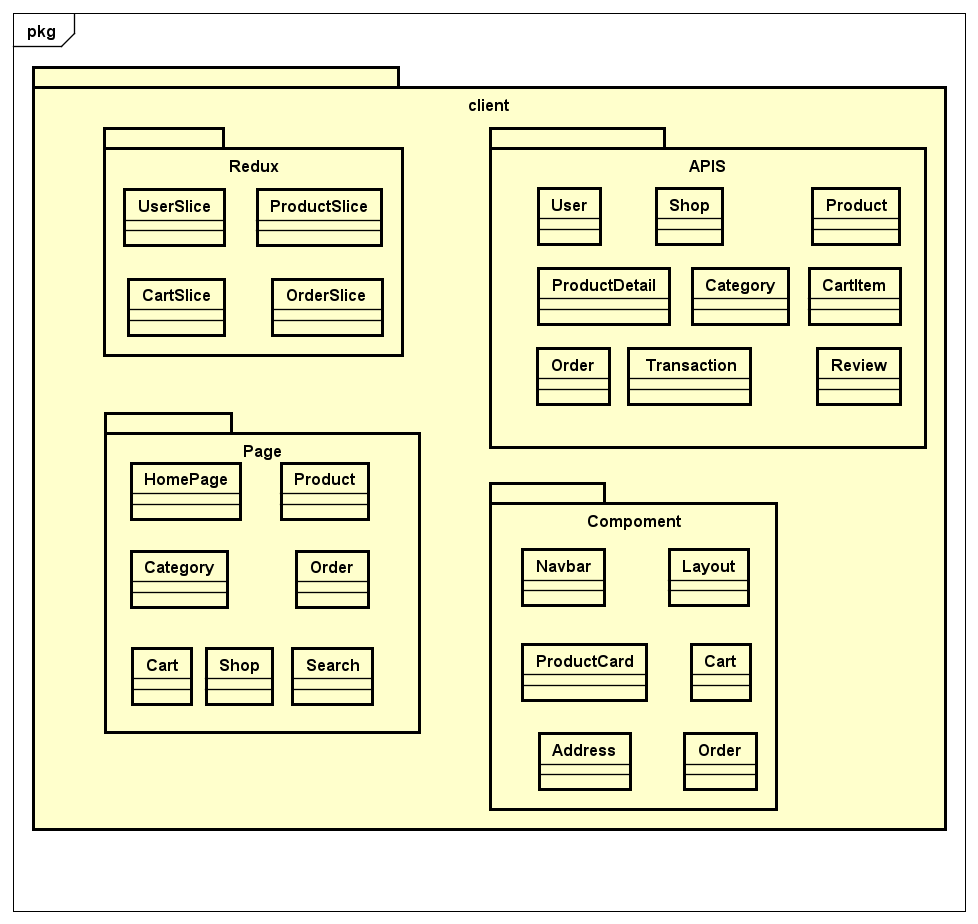 pkg
client
Redux
UserSlice
ProductSlice
CartSlice
OrderSlice
APIS
User
Shop
Product
ProductDetail
Category
CartItem
Order
Transaction
Review
Page
HomePage
Product
Category
Order
Cart
Shop
Search
Compoment
Navbar
Layout
ProductCard
Cart
Address
Order